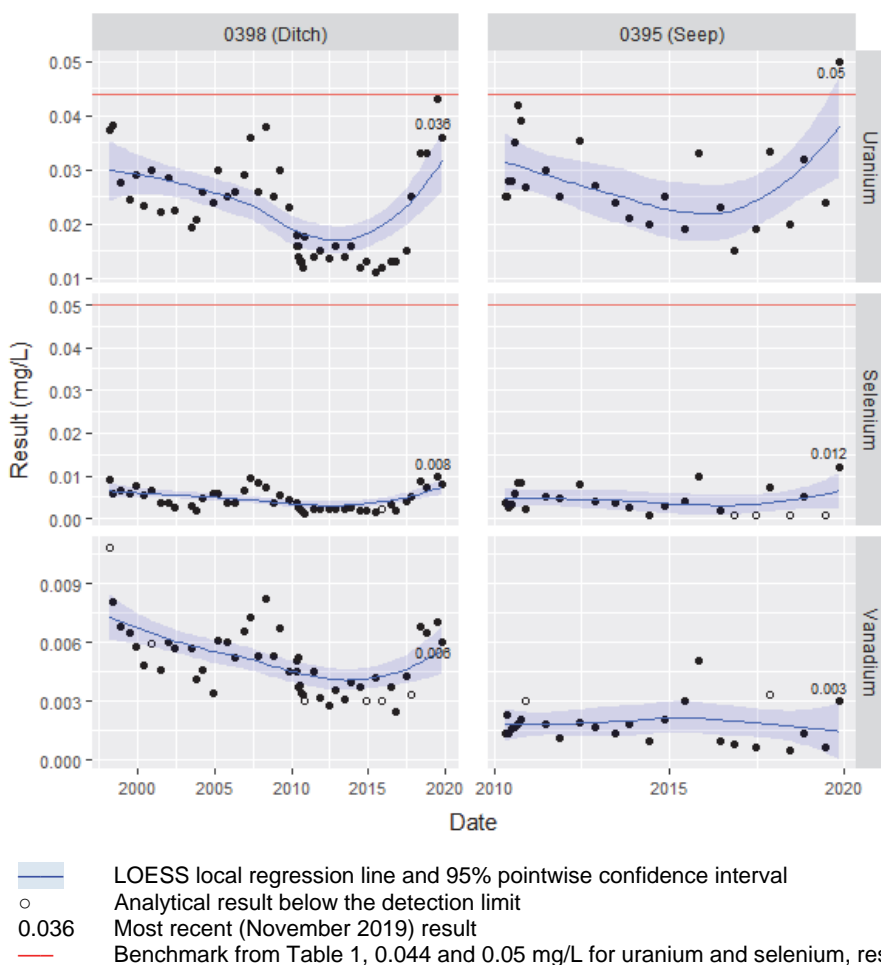 0398 (Ditch)
0395 (Seep)
0.05
0.04
0.03
0.02
0.01
0.036
0.05
Uranium
0.05
0.04
0.03
0.02
0.01
0.00
0.008
0.012
Selenium
Result (mg/L)
0.009
0.006
0.003
0.000
0.006
0.003
Vanadium
2000
2005
2010
2015
2020
2010
2015
2020
Date
LOESS local regression line and 95% pointwise confidence interval
Analytical result below the detection limit
0.036 Most recent (November 2019) result
Benchmark from Table 1, 0.044 and 0.05 mg/L for uranium and selenium, res